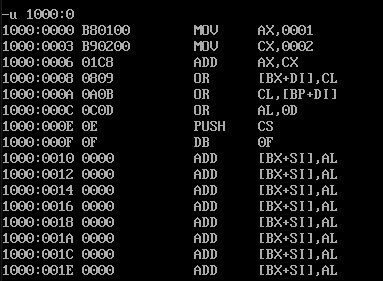 -u 1000:0
1000:0000 B80100 MOV AX,0001
1000:0003 B90200 MOV CX,0002
1000:0006 01C8 ADD AX,CX
1000:0008 0809 OR [BX+DI],CL
1000:000A 0A0B OR CL,[BP+DI]
1000:000C 0C0D OR AL,0D
1000:000E 0E PUSH CS
1000:000F 0F DB 0F
1000:0010 0000 ADD [BX+SI],AL
1000:0012 0000 ADD [BX+SI],AL
1000:0014 0000 ADD [BX+SI],AL
1000:0016 0000 ADD [BX+SI],AL
1000:0018 0000 ADD [BX+SI],AL
1000:001A 0000 ADD [BX+SI],AL
1000:001C 0000 ADD [BX+SI],AL
1000:001E 0000 ADD [BX+SI],AL